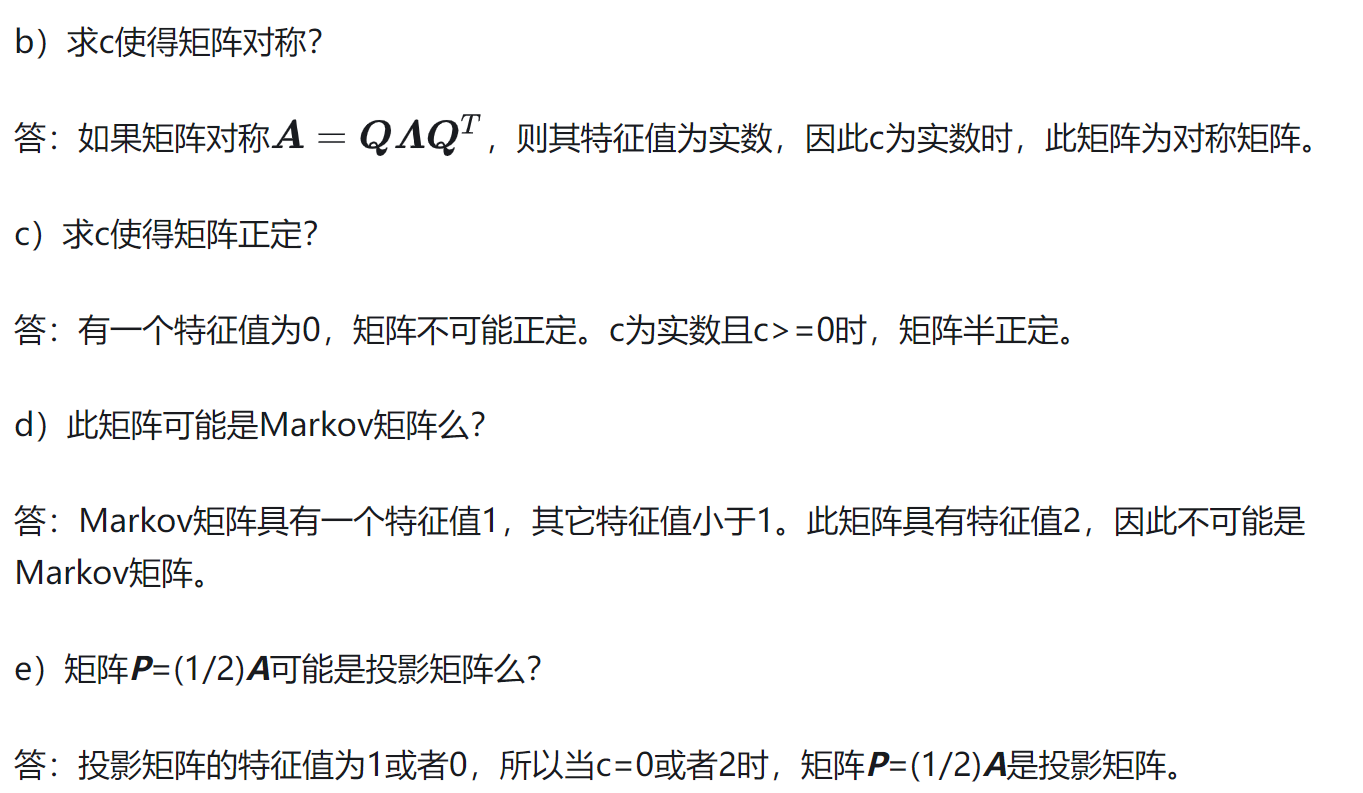 b）求c使得矩阵对称？
答：如果矩阵对称A = QΛQ^T，则其特征值为实数，因此c为实数时，此矩阵为对称矩阵。
c）求c使得矩阵正定？
答：有一个特征值为0，矩阵不可能正定。c为实数且c>=0时，矩阵半正定。
d）此矩阵可能是Markov矩阵么？
答：Markov矩阵具有一个特征值1，其它特征值小于1。此矩阵具有特征值2，因此不可能是
Markov矩阵。
e）矩阵P=(1/2)A可能是投影矩阵么？
答：投影矩阵的特征值为1或者0，所以当c=0或者2时，矩阵P=(1/2)A是投影矩阵。